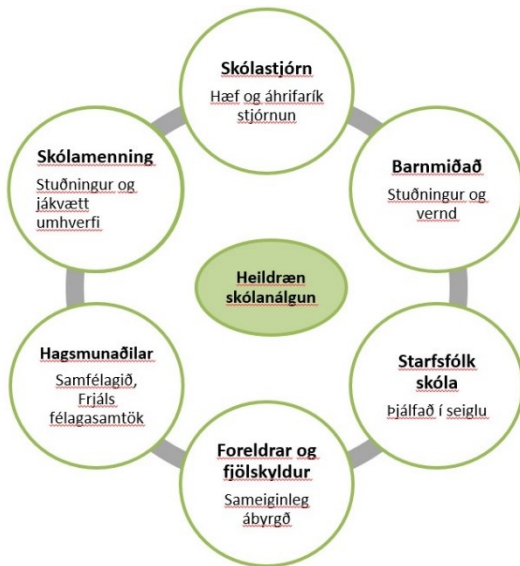 Skólastjórn
Hæf og áhrifarík
stjórnun
Skólamenning
Stuðningur og
jákvætt
umhverfi
Barnmiðað
Stuðningur og
vernd
Heildræn
skólanálgun
Hagsmunaðilar
Samfélagið,
Frjáls
félagasamtök
Starfsfólk
skóla
Þjálfað í seiglu
Foreldrar og
fjölskyldur
Sameiginleg
ábyrgð